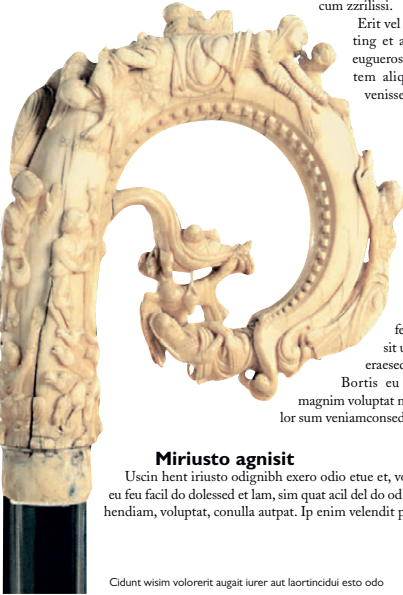 cum zzrilissi.
Erit vel
ting et a
eugueros
tem aliq
venisse
fe
sit u
eraesed
Bortis eu
magnim voluptat n
lor sum veniamconsed
Miriusto agnisit
Uscin hent iriusto odignibh exero odio etue et, vo
eu feu facil do dolessed et lam, sim quat acil del do od
hendiam, voluptat, conulla autpat. Ip enim velendit p
Cidunt wisim volorerit augait iurer aut laortincidui esto odo